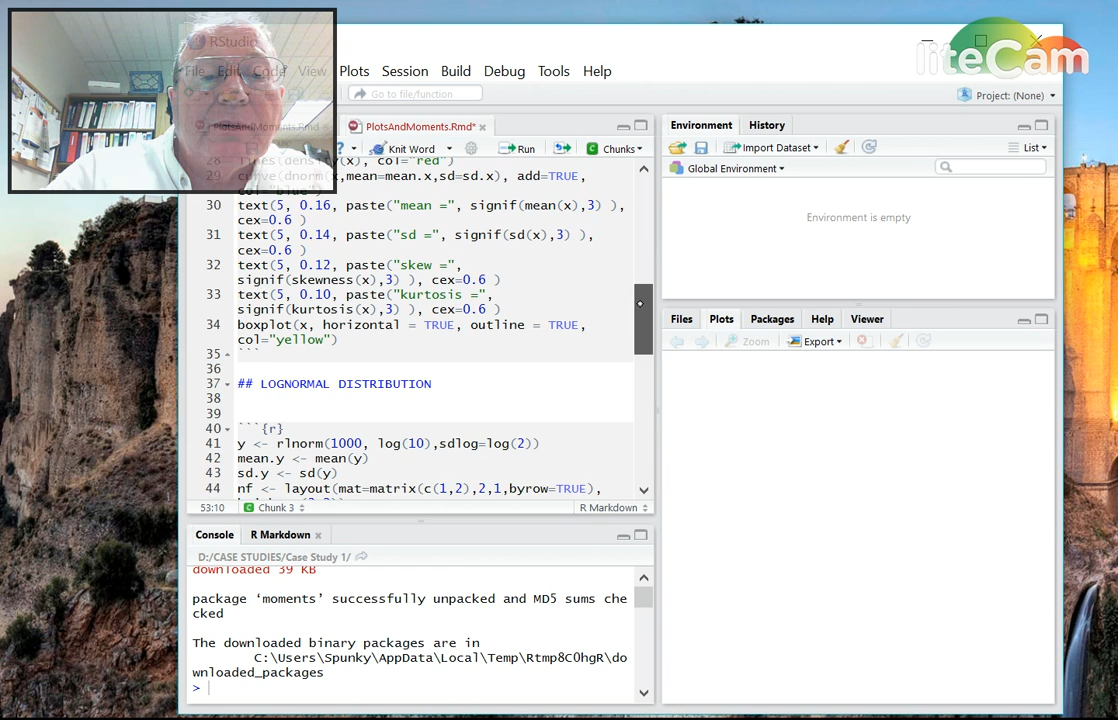 RStudio
liteCam
File Edit Code View Plots Session Build Debug Tools Help
Go to file/function
Project: (None)
PlotsAndMoments.Rmd
PlotsAndMoments.Rmd*
Knit Word
Run
Chunks
28 lines(density(x), col="red")
29 curve(dnorm(x,mean=mean.x,sd=sd.x), add=TRUE,
col="blue")
30 text(5, 0.16, paste("mean =", signif(mean(x),3) ),
cex=0.6 )
31 text(5, 0.14, paste("sd =", signif(sd(x),3) ),
cex=0.6 )
32 text(5, 0.12, paste("skew =",
signif(skewness(x),3) ), cex=0.6 )
33 text(5, 0.10, paste("kurtosis =",
signif(kurtosis(x),3) ), cex=0.6 )
34 boxplot(x, horizontal = TRUE, outline = TRUE,
col="yellow")
35 ```
36
37 ## LOGNORMAL DISTRIBUTION
38
39
40 ```{r}
41 y <- rlnorm(1000, log(10),sdlog=log(2))
42 mean.y <- mean(y)
43 sd.y <- sd(y)
44 nf <- layout(mat=matrix(c(1,2),2,1,byrow=TRUE),
53:10 Chunk 3 R Markdown
Console R Markdown
D:/CASE STUDIES/Case Study 1/
downloaded 39 KB
package ‘moments’ successfully unpacked and MD5 sums che
cked
The downloaded binary packages are in
C:\Users\Spunky\AppData\Local\Temp\Rtmp8C0hgR\do
wnloaded_packages
>
Environment History
Import Dataset
List
Global Environment
Environment is empty
Files Plots Packages Help Viewer
Zoom Export